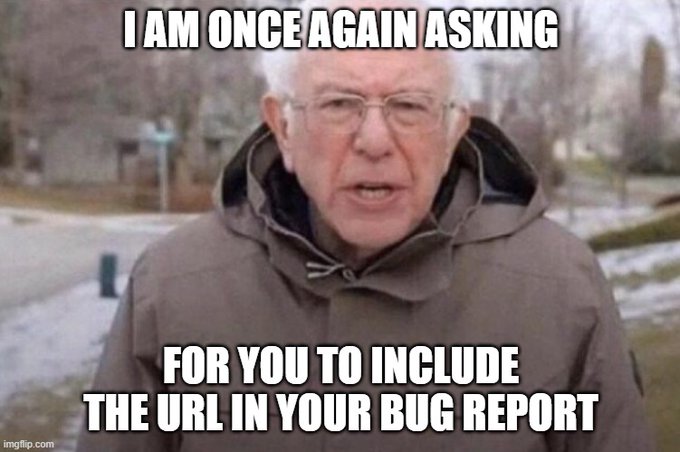 I AM ONCE AGAIN ASKING
FOR YOU TO INCLUDE
THE URL IN YOUR BUG REPORT
imgflip.com